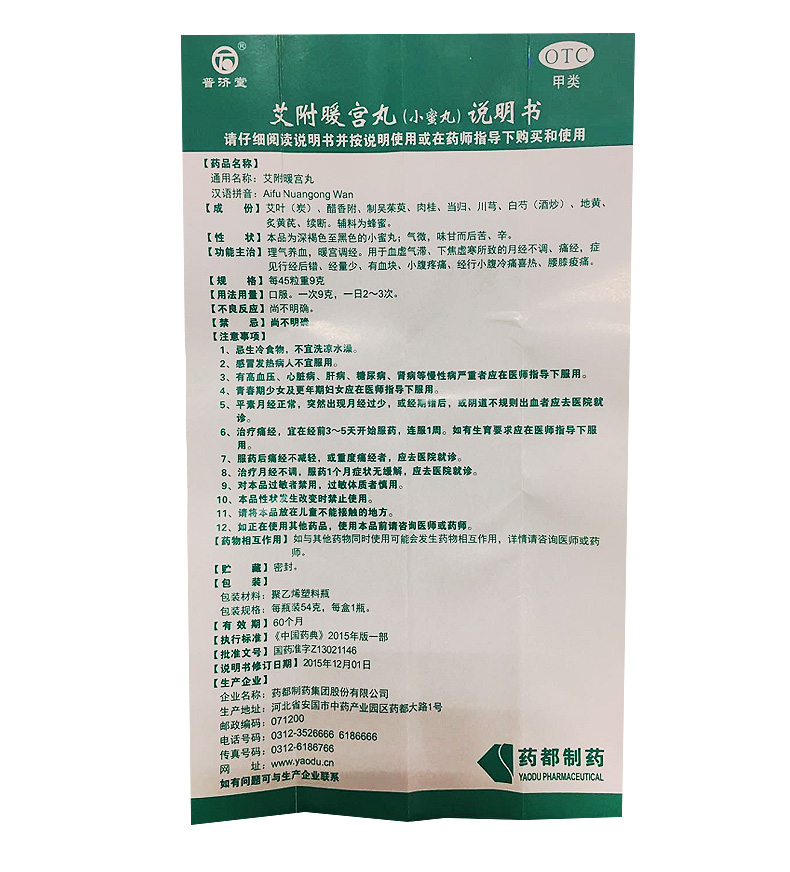 普济堂®
OTC
甲类
艾附暖宫丸(小蜜丸)说明书
请仔细阅读说明书并按说明使用或在药师指导下购买和使用
【药品名称】
通用名称：艾附暖宫丸
汉语拼音：Aifu Nuangong Wan
【成　份】艾叶（炭）、醋香附、制吴茱萸、肉桂、当归、川芎、白芍（酒炒）、地黄、
炙黄芪、续断。辅料为蜂蜜。
【性　状】本品为深褐色至黑色的小蜜丸；气微，味甘而后苦、辛。
【功能主治】理气养血，暖宫调经。用于血虚气滞、下焦虚寒所致的月经不调、痛经，症
见行经后错、经量少、有血块、小腹疼痛、经行小腹冷痛喜热、腰膝痠痛。
【规　格】每45粒重9克
【用法用量】口服。一次9克，一日2～3次。
【不良反应】尚不明确。
【禁　忌】尚不明确
【注意事项】
1、忌生冷食物，不宜洗凉水澡。
2、感冒发热病人不宜服用。
3、有高血压、心脏病、肝病、糖尿病、肾病等慢性病严重者应在医师指导下服用。
4、青春期少女及更年期妇女应在医师指导下服用。
5、平素月经正常，突然出现月经过少，或经期错后，或阴道不规则出血者应去医院就
诊。
6、治疗痛经，宜在经前3～5天开始服药，连服1周。如有生育要求应在医师指导下服
用。
7、服药后痛经不减轻，或重度痛经者，应去医院就诊。
8、治疗月经不调，服药1个月症状无缓解，应去医院就诊。
9、对本品过敏者禁用，过敏体质者慎用。
10、本品性状发生改变时禁止使用。
11、请将本品放在儿童不能接触的地方。
12、如正在使用其他药品，使用本品前请咨询医师或药师。
【药物相互作用】如与其他药物同时使用可能会发生药物相互作用，详情请咨询医师或药
师。
【贮　藏】密封。
【包　装】
包装材料：聚乙烯塑料瓶
包装规格：每瓶装54克，每盒1瓶。
【有 效 期】60个月
【执行标准】《中国药典》2015年版一部
【批准文号】国药准字Z13021146
【说明书修订日期】2015年12月01日
【生产企业】
企业名称：药都制药集团股份有限公司
生产地址：河北省安国市中药产业园区药都大路1号
邮政编码：071200
电话号码：0312-3526666 6186666
传真号码：0312-6186766
网　址：www.yaodu.cn
如有问题可与生产企业联系
药都制药
YAODU PHARMACEUTICAL